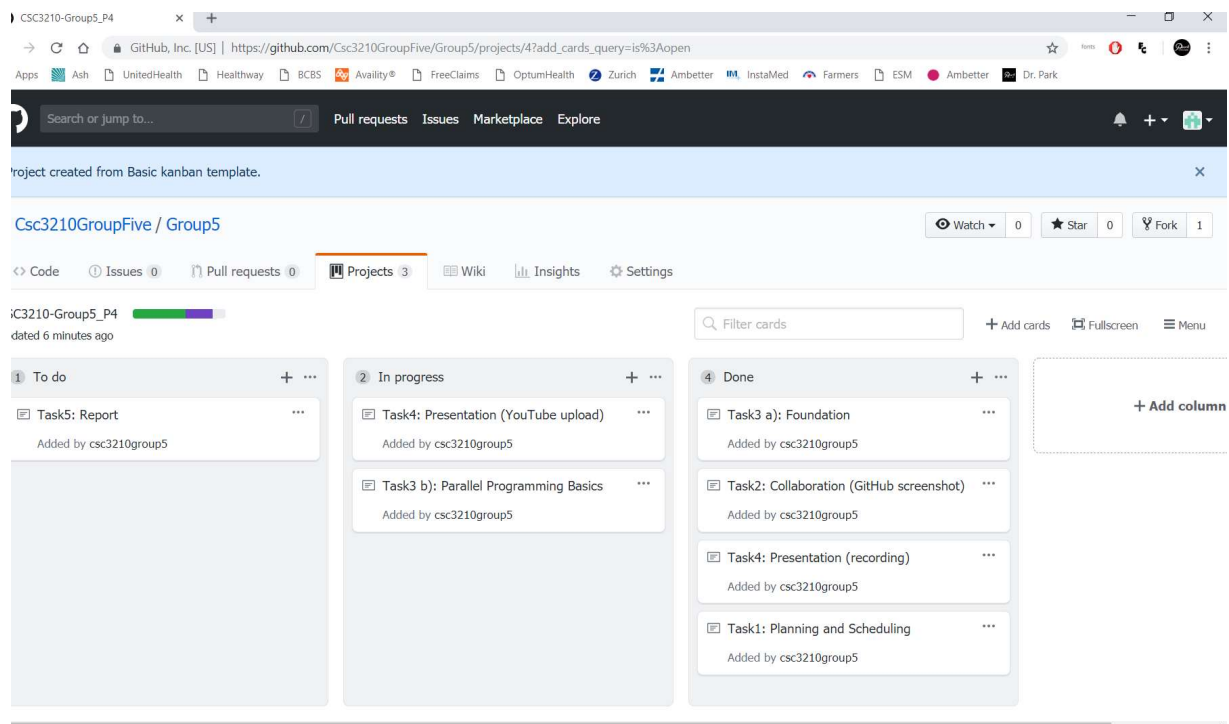 CSC3210-Group5_P4
GitHub, Inc. [US] | https://github.com/Csc3210GroupFive/Group5/projects/4?add_cards_query=is%3Aopen
Apps Ash UnitedHealth Healthway BCBS Availity® FreeClaims OptumHealth Zurich Ambetter InstaMed Farmers ESM Ambetter Dr. Park
Search or jump to... / Pull requests Issues Marketplace Explore
roject created from Basic kanban template.
Csc3210GroupFive / Group5 Watch 0 Star 0 Fork 1
Code Issues 0 Pull requests 0 Projects 3 Wiki Insights Settings
SC3210-Group5_P4 Filter cards + Add cards Fullscreen Menu
dated 6 minutes ago
1 To do
Task5: Report
Added by csc3210group5
2 In progress
Task4: Presentation (YouTube upload)
Added by csc3210group5
Task3 b): Parallel Programming Basics
Added by csc3210group5
4 Done
Task3 a): Foundation
Added by csc3210group5
Task2: Collaboration (GitHub screenshot)
Added by csc3210group5
Task4: Presentation (recording)
Added by csc3210group5
Task1: Planning and Scheduling
Added by csc3210group5
+ Add column